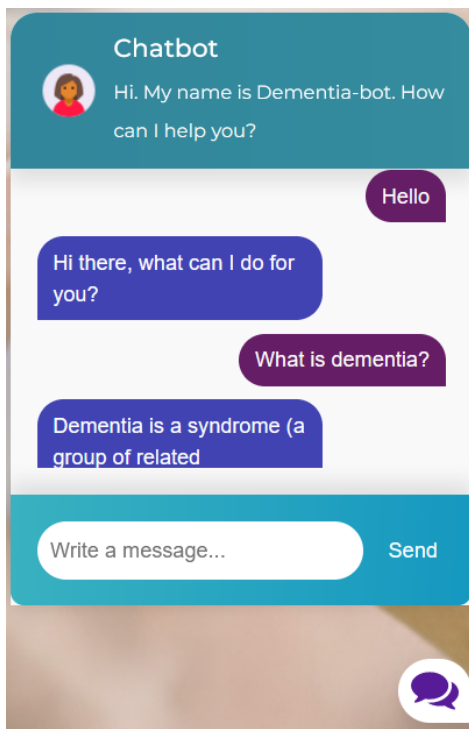 Chatbot
Hi. My name is Dementia-bot. How
can I help you?
Hello
Hi there, what can I do for
you?
What is dementia?
Dementia is a syndrome (a
group of related
Write a message...
Send